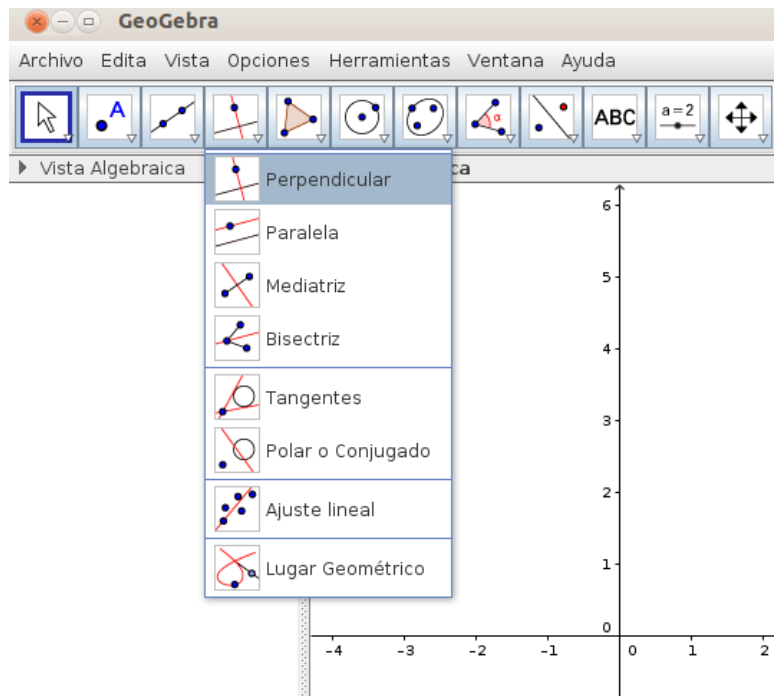 GeoGebra
Archivo Edita Vista Opciones Herramientas Ventana Ayuda
A α ABC a=2
Vista Algebraica ca
Perpendicular
Paralela
Mediatriz
Bisectriz
Tangentes
Polar o Conjugado
Ajuste lineal
Lugar Geométrico
6
5
4
3
2
1
0
-4 -3 -2 -1 0 1 2